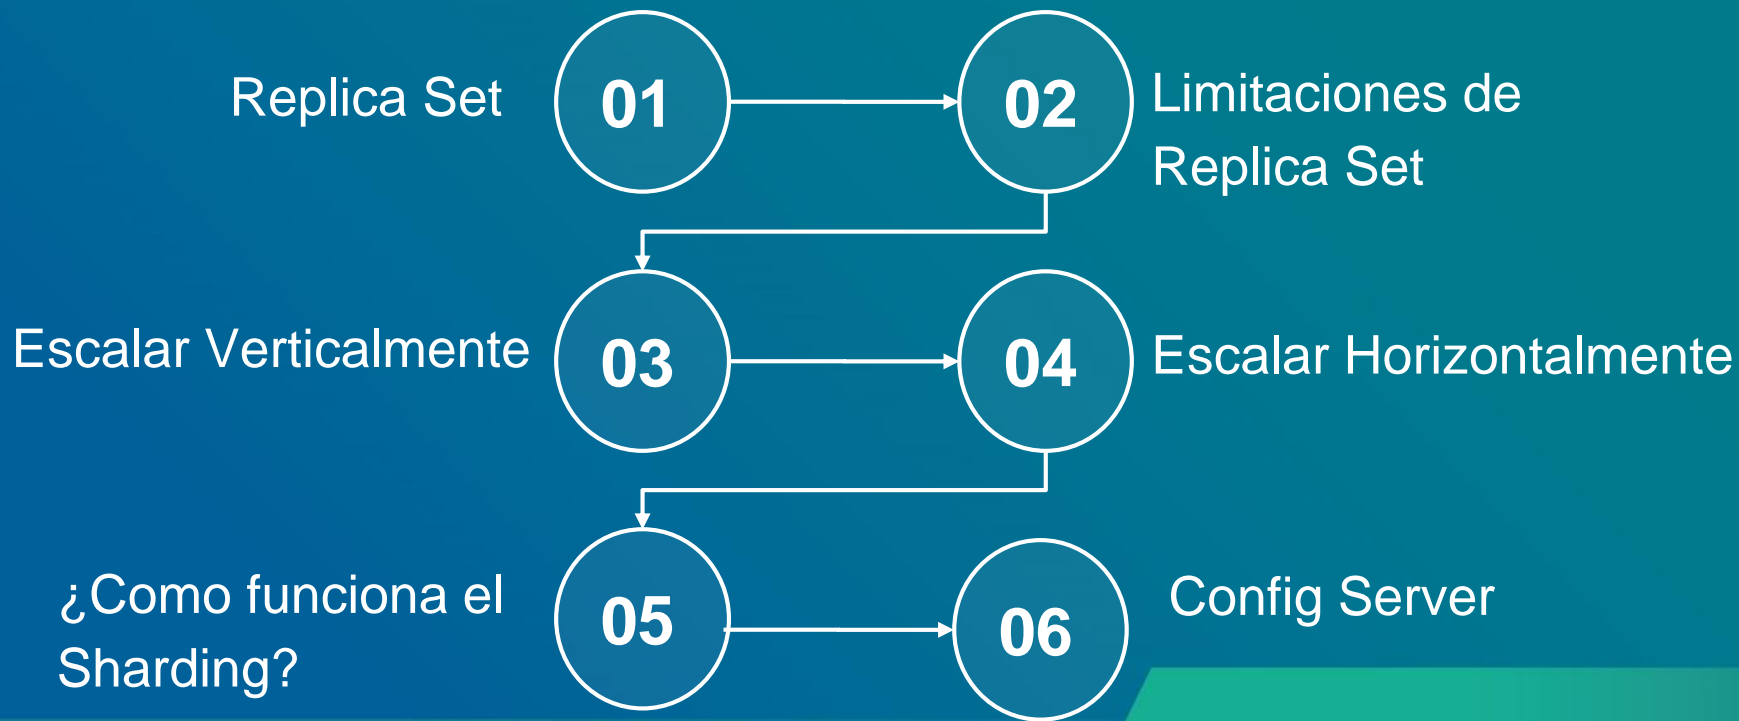 Replica Set
01
02
Limitaciones de
Replica Set
Escalar Verticalmente
03
04
Escalar Horizontalmente
¿Como funciona el
Sharding?
05
06
Config Server